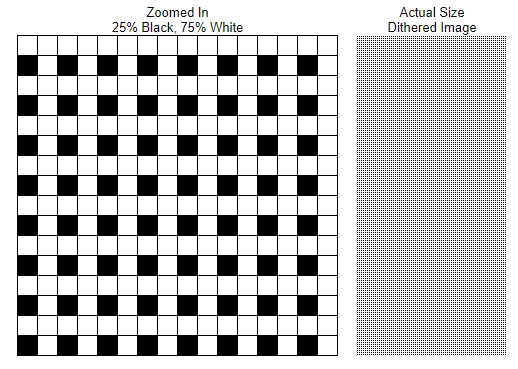 Zoomed In
25% Black, 75% White
Actual Size
Dithered Image